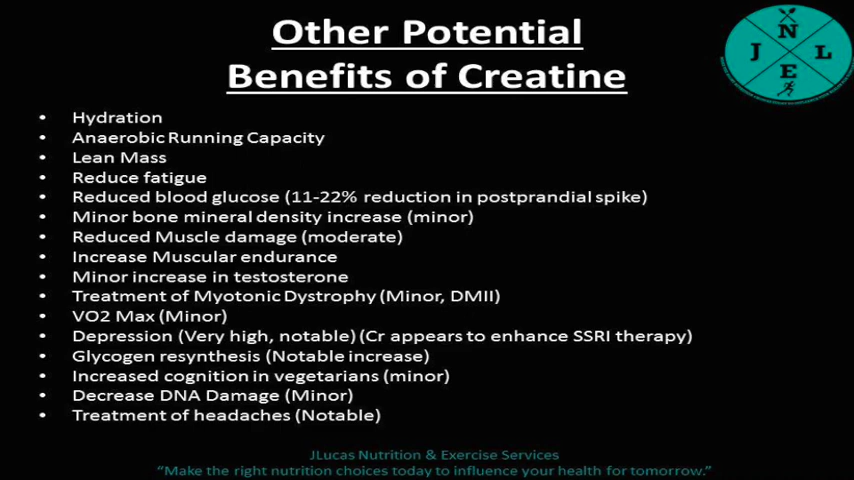 Other Potential
Benefits of Creatine
N
J L
E
• Hydration
• Anaerobic Running Capacity
• Lean Mass
• Reduce fatigue
• Reduced blood glucose (11-22% reduction in postprandial spike)
• Minor bone mineral density increase (minor)
• Reduced Muscle damage (moderate)
• Increase Muscular endurance
• Minor increase in testosterone
• Treatment of Myotonic Dystrophy (Minor, DMII)
• VO2 Max (Minor)
• Depression (Very high, notable) (Cr appears to enhance SSRI therapy)
• Glycogen resynthesis (Notable increase)
• Increased cognition in vegetarians (minor)
• Decrease DNA Damage (Minor)
• Treatment of headaches (Notable)
JLucas Nutrition & Exercise Services
“Make the right nutrition choices today to influence your health for tomorrow.”